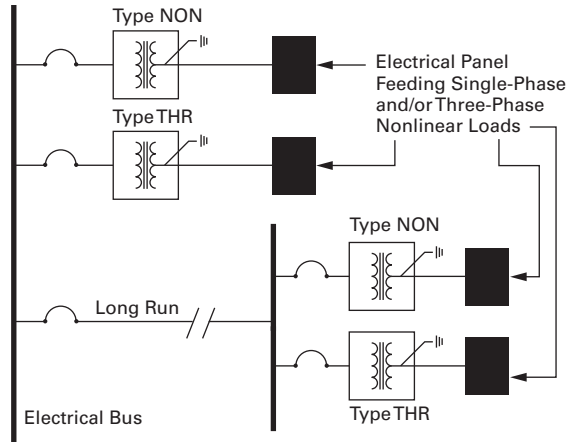 Type NON
Electrical Panel
Feeding Single-Phase
and/or Three-Phase
Nonlinear Loads
Type THR
Type NON
Long Run
Type THR
Electrical Bus